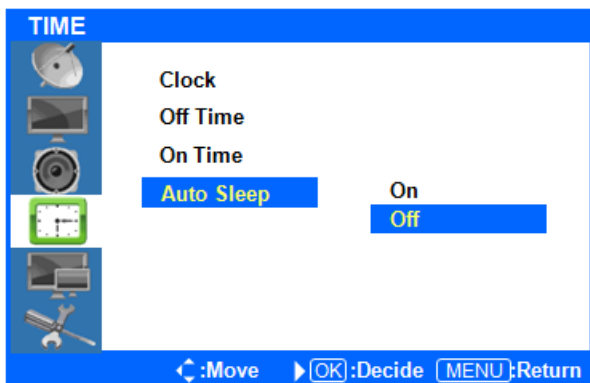 TIME
Clock
Off Time
On Time
Auto Sleep On
Off
:Move OK:Decide MENU:Return